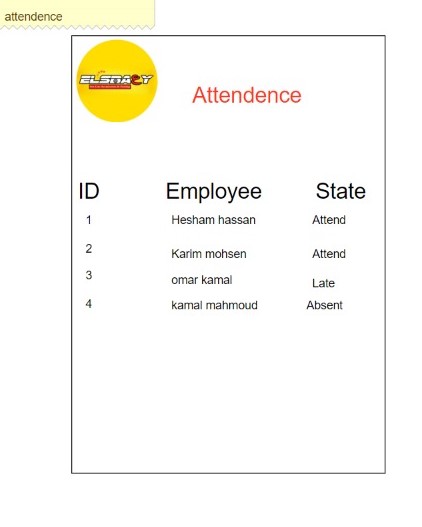 attendence
ELSMAEY
Attendence
ID Employee State
1 Hesham hassan Attend
2 Karim mohsen Attend
3 omar kamal Late
4 kamal mahmoud Absent